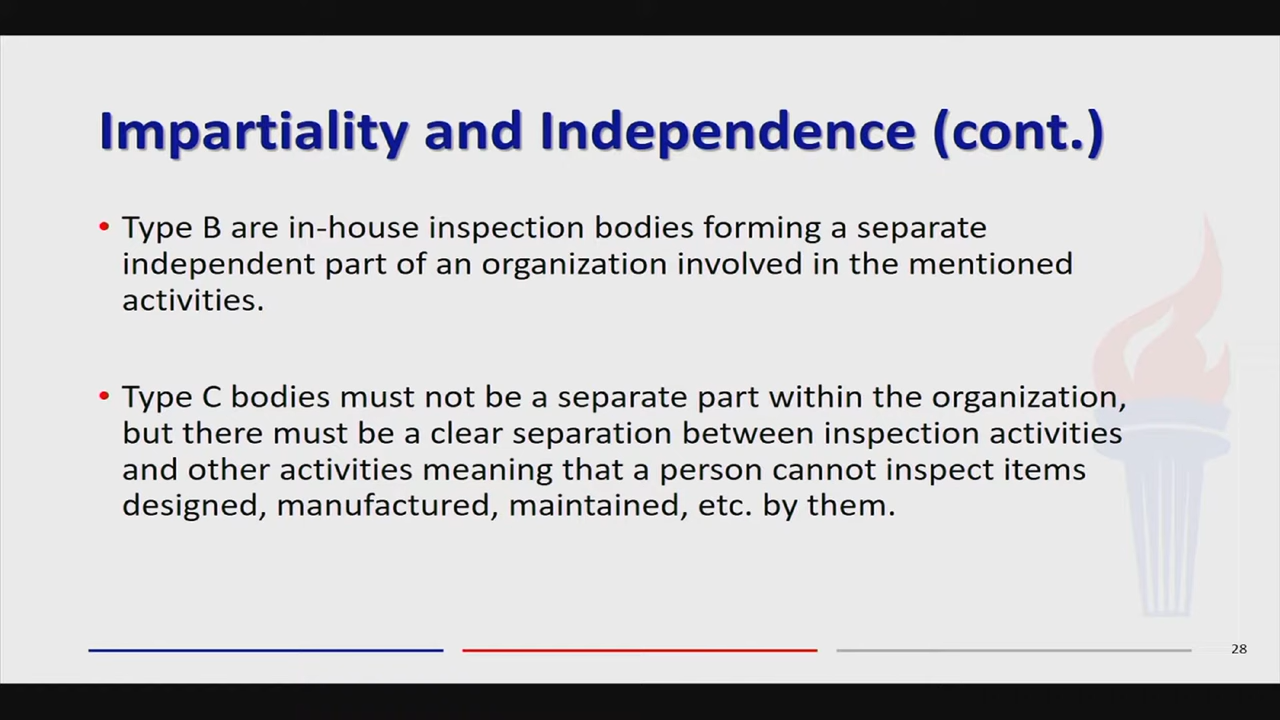 Impartiality and Independence (cont.)
• Type B are in-house inspection bodies forming a separate
independent part of an organization involved in the mentioned
activities.
• Type C bodies must not be a separate part within the organization,
but there must be a clear separation between inspection activities
and other activities meaning that a person cannot inspect items
designed, manufactured, maintained, etc. by them.
28